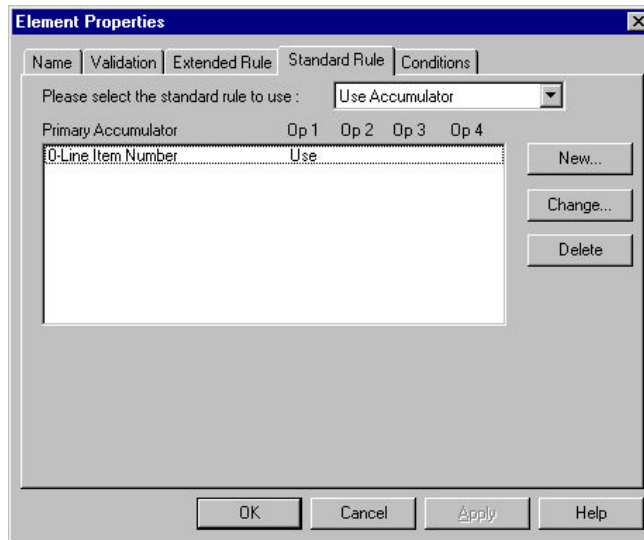 Element Properties
Name Validation Extended Rule Standard Rule Conditions
Please select the standard rule to use : Use Accumulator
Primary Accumulator Op 1 Op 2 Op 3 Op 4
0-Line Item Number Use
New...
Change...
Delete
OK Cancel Apply Help